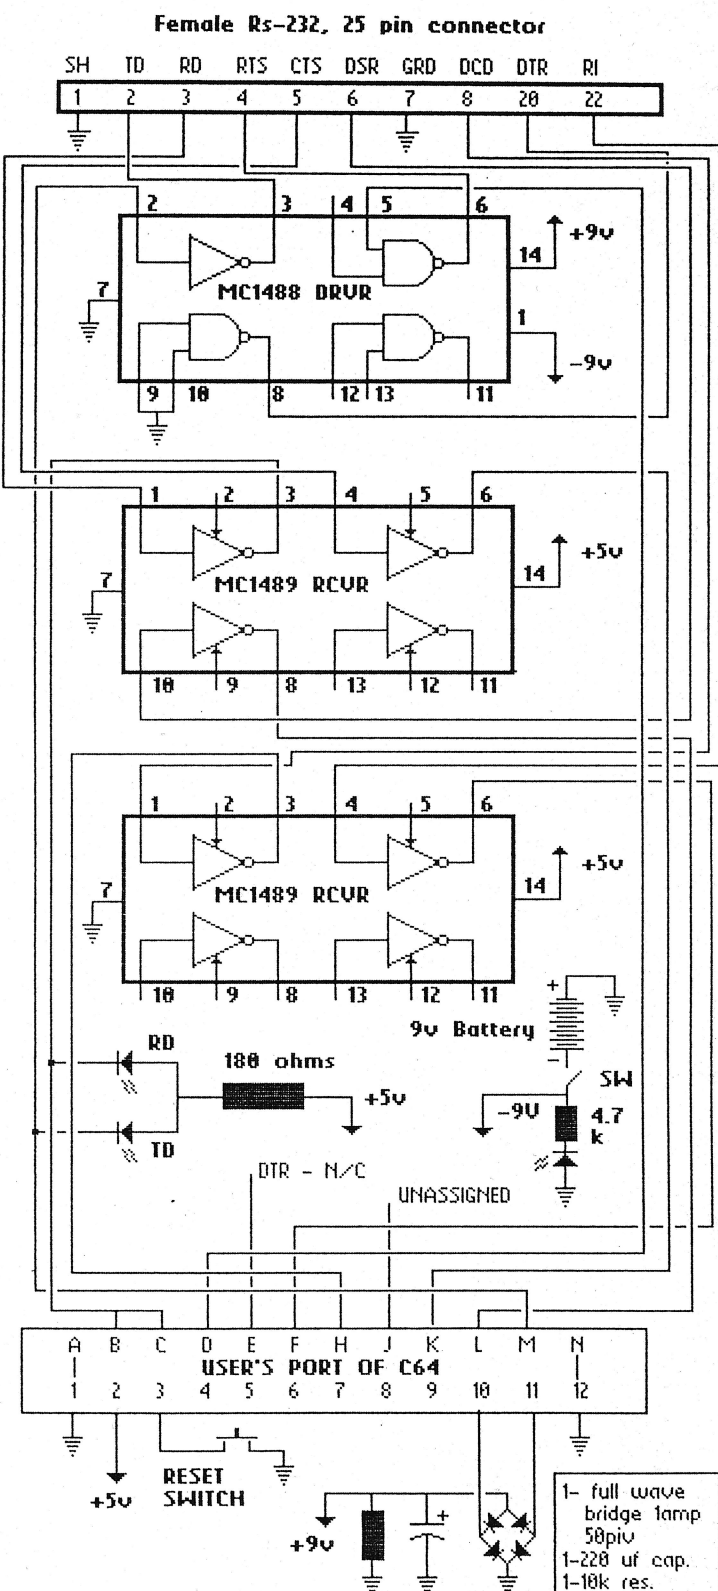 Female Rs-232, 25 pin connector
SH TD RD RTS CTS DSR GRD DCD DTR RI
1 2 3 4 5 6 7 8 20 22
2 3 4 5 6
+9v
14
MC1488 DRVR
7
1
-9v
9 10 8 12 13 11
1 2 3 4 5 6
+5v
14
MC1489 RCVR
7
10 9 8 13 12 11
1 2 3 4 5 6
+5v
14
MC1489 RCVR
7
10 9 8 13 12 11
+
9v Battery
-
RD
180 ohms
SW
+5v
-9V
4.7
k
TD
DTR - N/C
UNASSIGNED
A B C D E F H J K L M N
USER'S PORT OF C64
1 2 3 4 5 6 7 8 9 10 11 12
RESET
SWITCH
+5v
+9v
+
1- full wave
bridge 1amp
50piv
1-220 uf cap.
1-10k res.